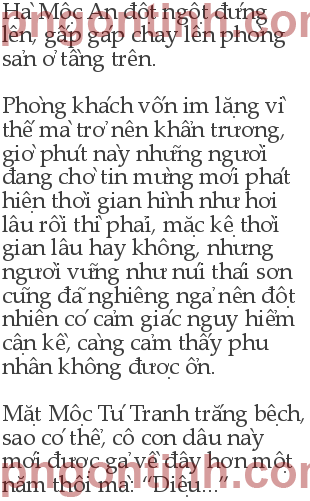 Hà Mộc An đột ngột đứng
lên, gấp gáp chạy lên phòng
sản ở tầng trên.

Phòng khách vốn im lặng vì
thế mà trở nên khẩn trương,
giờ phút này những người
đang chờ tin mừng mới phát
hiện thời gian hình như hơi
lâu rồi thì phải, mặc kệ thời
gian lâu hay không, nhưng
người vững như núi thái sơn
cũng đã nghiêng ngả nên đột
nhiên có cảm giác nguy hiểm
cận kề, càng cảm thấy phu
nhân không được ổn.

Mặt Mộc Tú Tranh trắng bệch,
sao có thể, cô con dâu này
mới được gả về đây hơn một
năm thôi mà: “Diệu...”
pngontinh.com
pngontinh.com